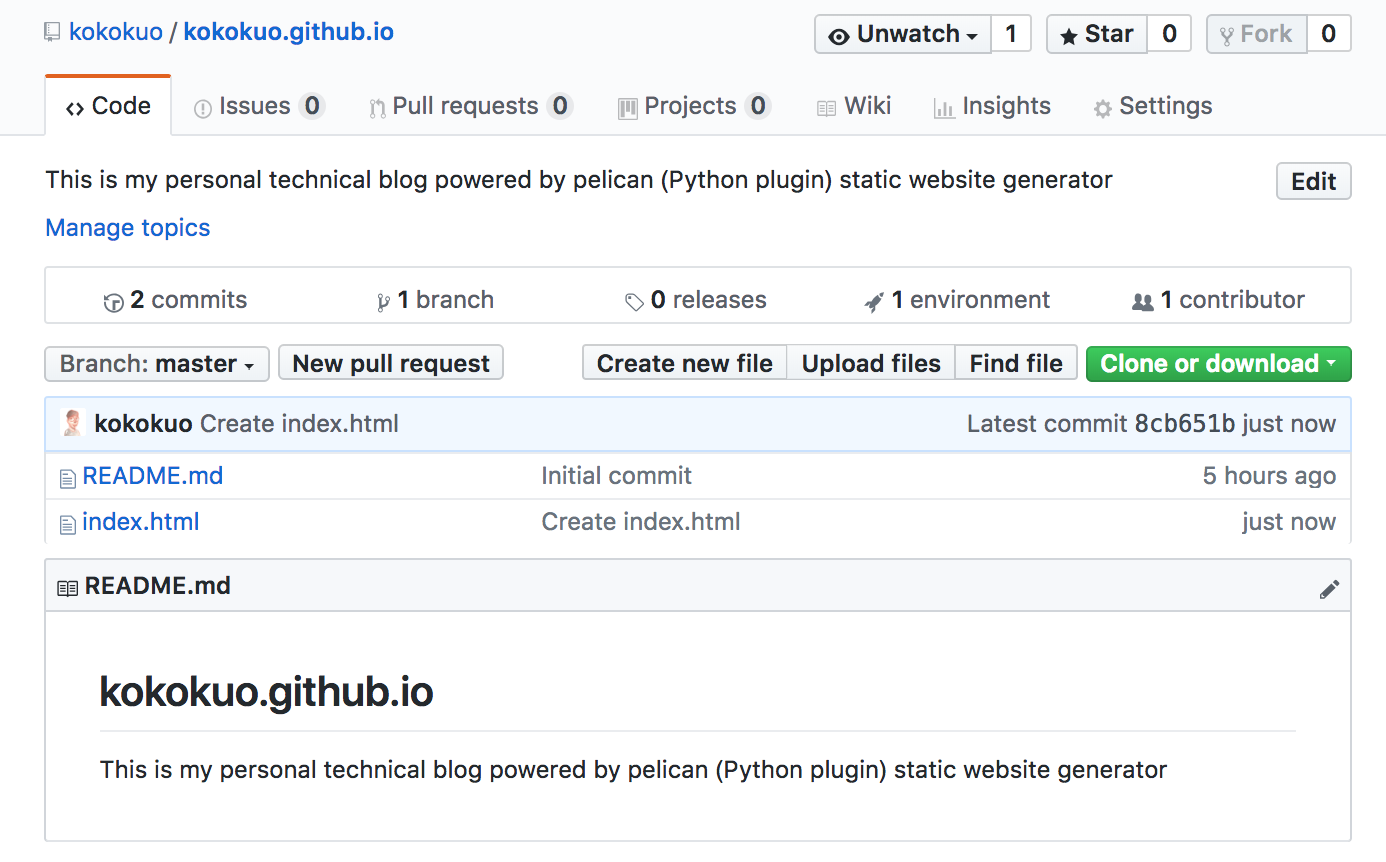 kokokuo / kokokuo.github.io Unwatch 1 Star 0 Fork 0
Code Issues 0 Pull requests 0 Projects 0 Wiki Insights Settings
This is my personal technical blog powered by pelican (Python plugin) static website generator Edit
Manage topics
2 commits 1 branch 0 releases 1 environment 1 contributor
Branch: master New pull request Create new file Upload files Find file Clone or download
kokokuo Create index.html Latest commit 8cb651b just now
README.md Initial commit 5 hours ago
index.html Create index.html just now
README.md
kokokuo.github.io
This is my personal technical blog powered by pelican (Python plugin) static website generator